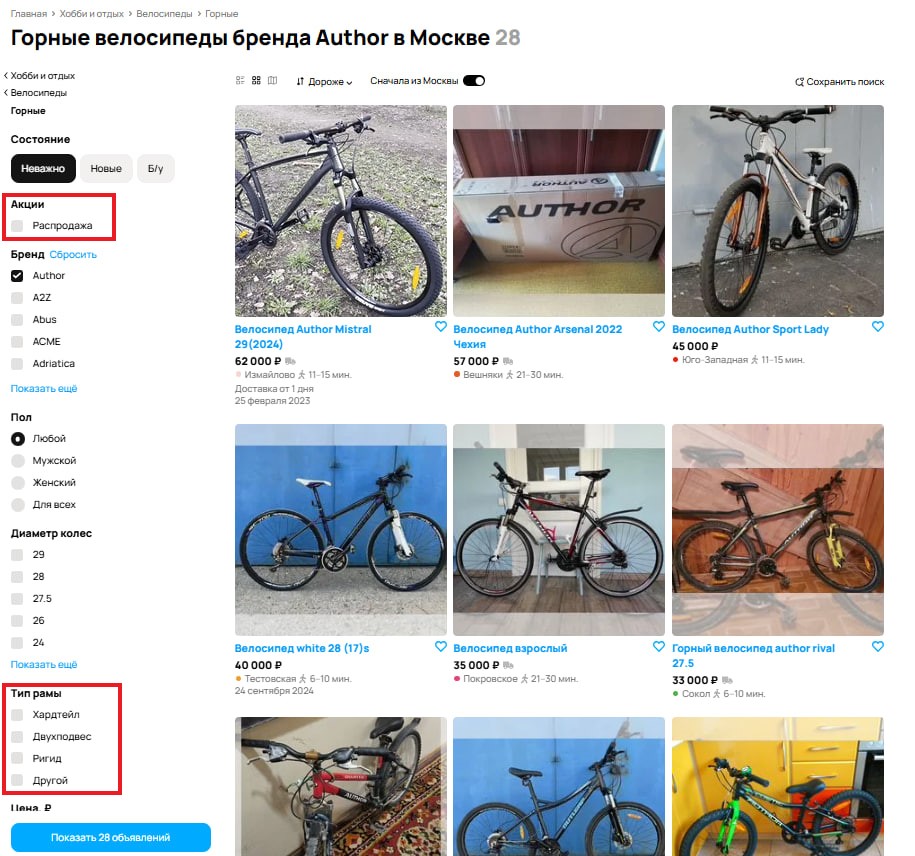 Главная › Хобби и отдых › Велосипеды › Горные
Горные велосипеды бренда Author в Москве 28
‹ Хобби и отдых
‹ Велосипеды
Горные
Дороже
Сначала из Москвы
Сохранить поиск
Состояние
Неважно Новые Б/у
Акции
Распродажа
Бренд Сбросить
Author
A2Z
Abus
ACME
Adriatica
Показать ещё
Пол
Любой
Мужской
Женский
Для всех
Диаметр колес
29
28
27.5
26
24
Показать ещё
Тип рамы
Хардтейл
Двухподвес
Ригид
Другой
Цена, ₽
Показать 28 объявлений
AUTHOR
Велосипед Author Mistral
29(2024)
62 000 ₽
Измайлово 11–15 мин.
Доставка от 1 дня
25 февраля 2023
Велосипед Author Arsenal 2022
Чехия
57 000 ₽
Вешняки 21–30 мин.
Велосипед Author Sport Lady
45 000 ₽
Юго-Западная 11–15 мин.
Велосипед white 28 (17)s
40 000 ₽
Тестовская 6–10 мин.
24 сентября 2024
Велосипед взрослый
35 000 ₽
Покровское 21–30 мин.
Горный велосипед author rival
27.5
33 000 ₽
Сокол 6–10 мин.